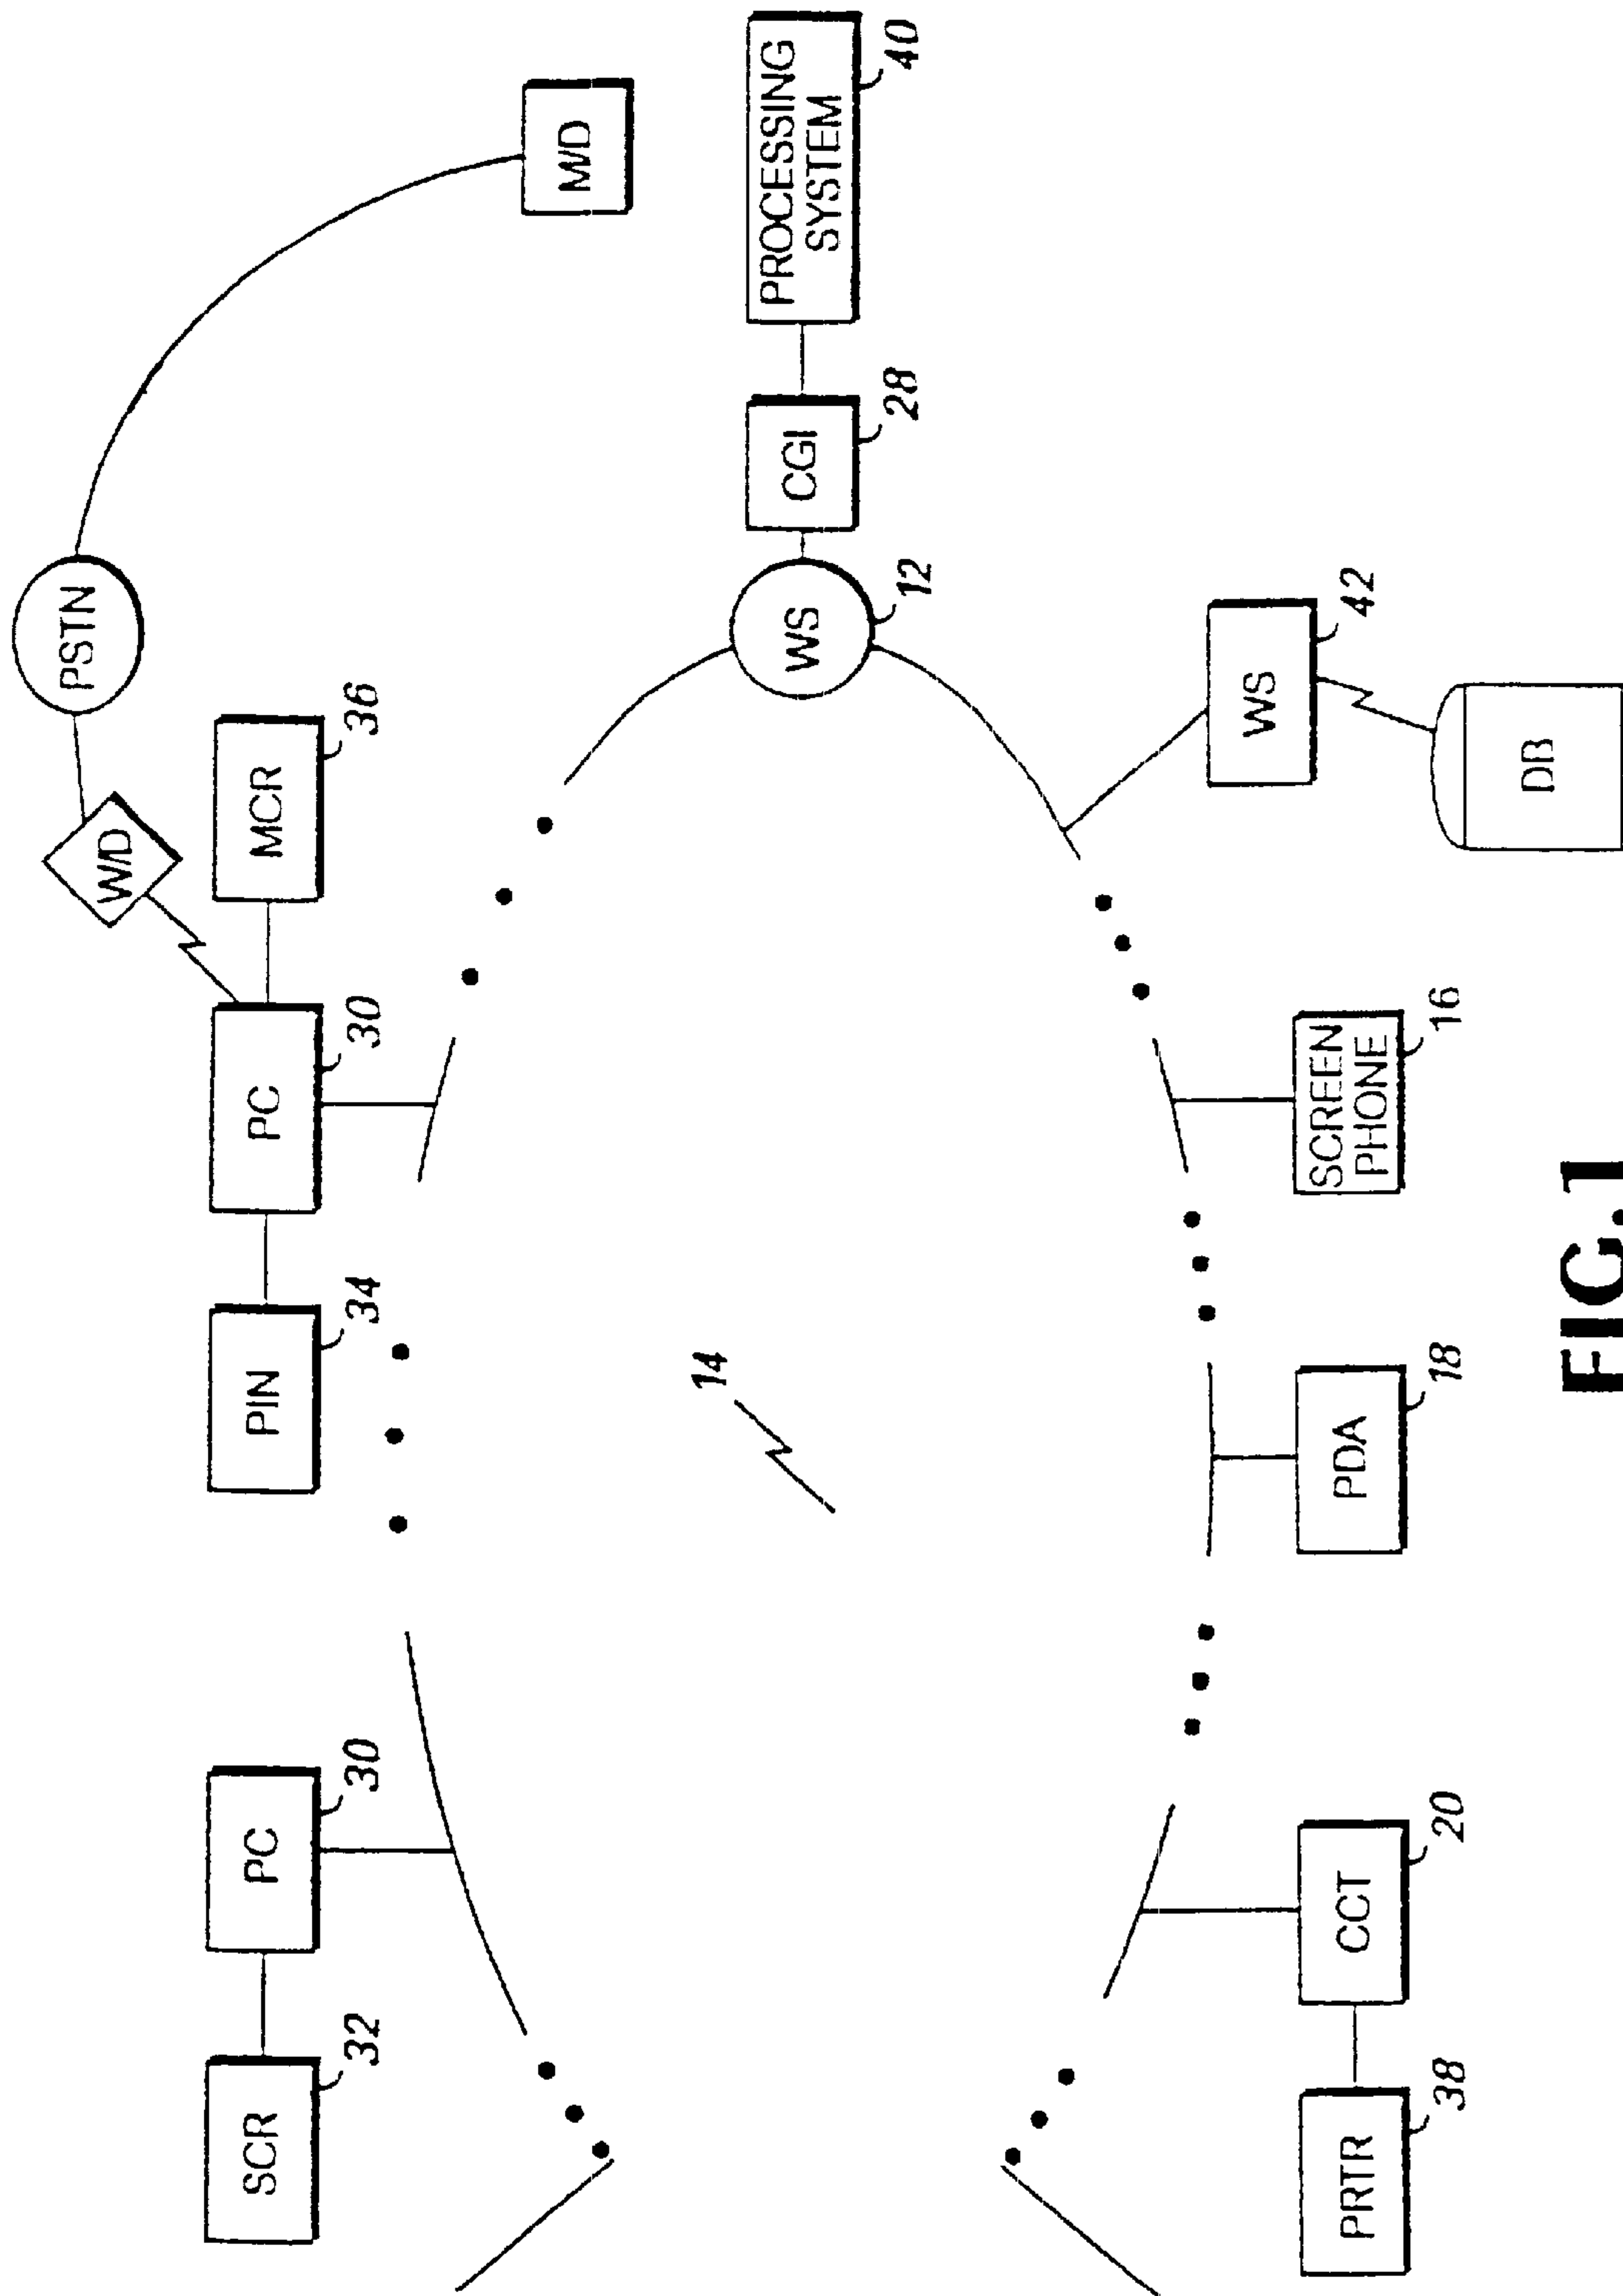 PSTN
W/D
M/D
SCR
32
PC
30
PIN
34
PC
30
MCR
36
14
WS
12
CGI
28
PROCESSING
SYSTEM
40
PRTR
38
CCT
20
PDA
18
SCREEN
PHONE
16
WS
42
DB
FIG.1